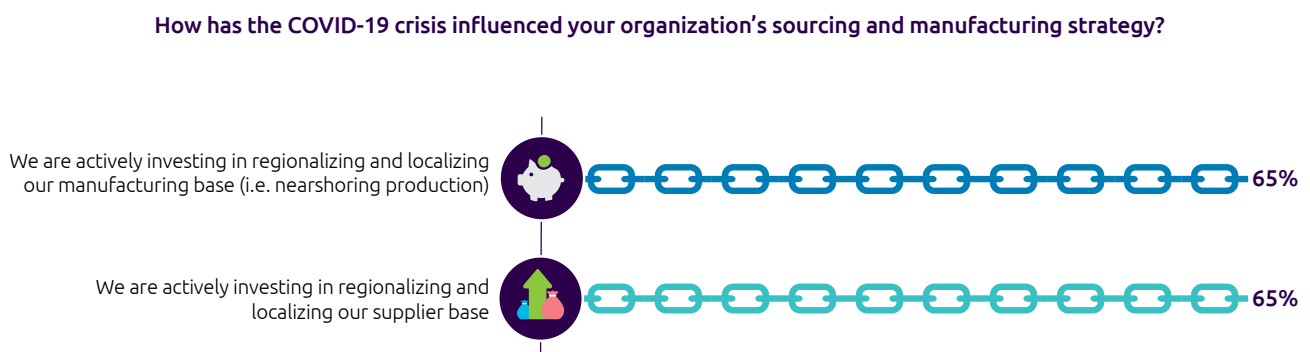 How has the COVID-19 crisis influenced your organization’s sourcing and manufacturing strategy?
We are actively investing in regionalizing and localizing
our manufacturing base (i.e. nearshoring production)
65%
We are actively investing in regionalizing and
localizing our supplier base
65%